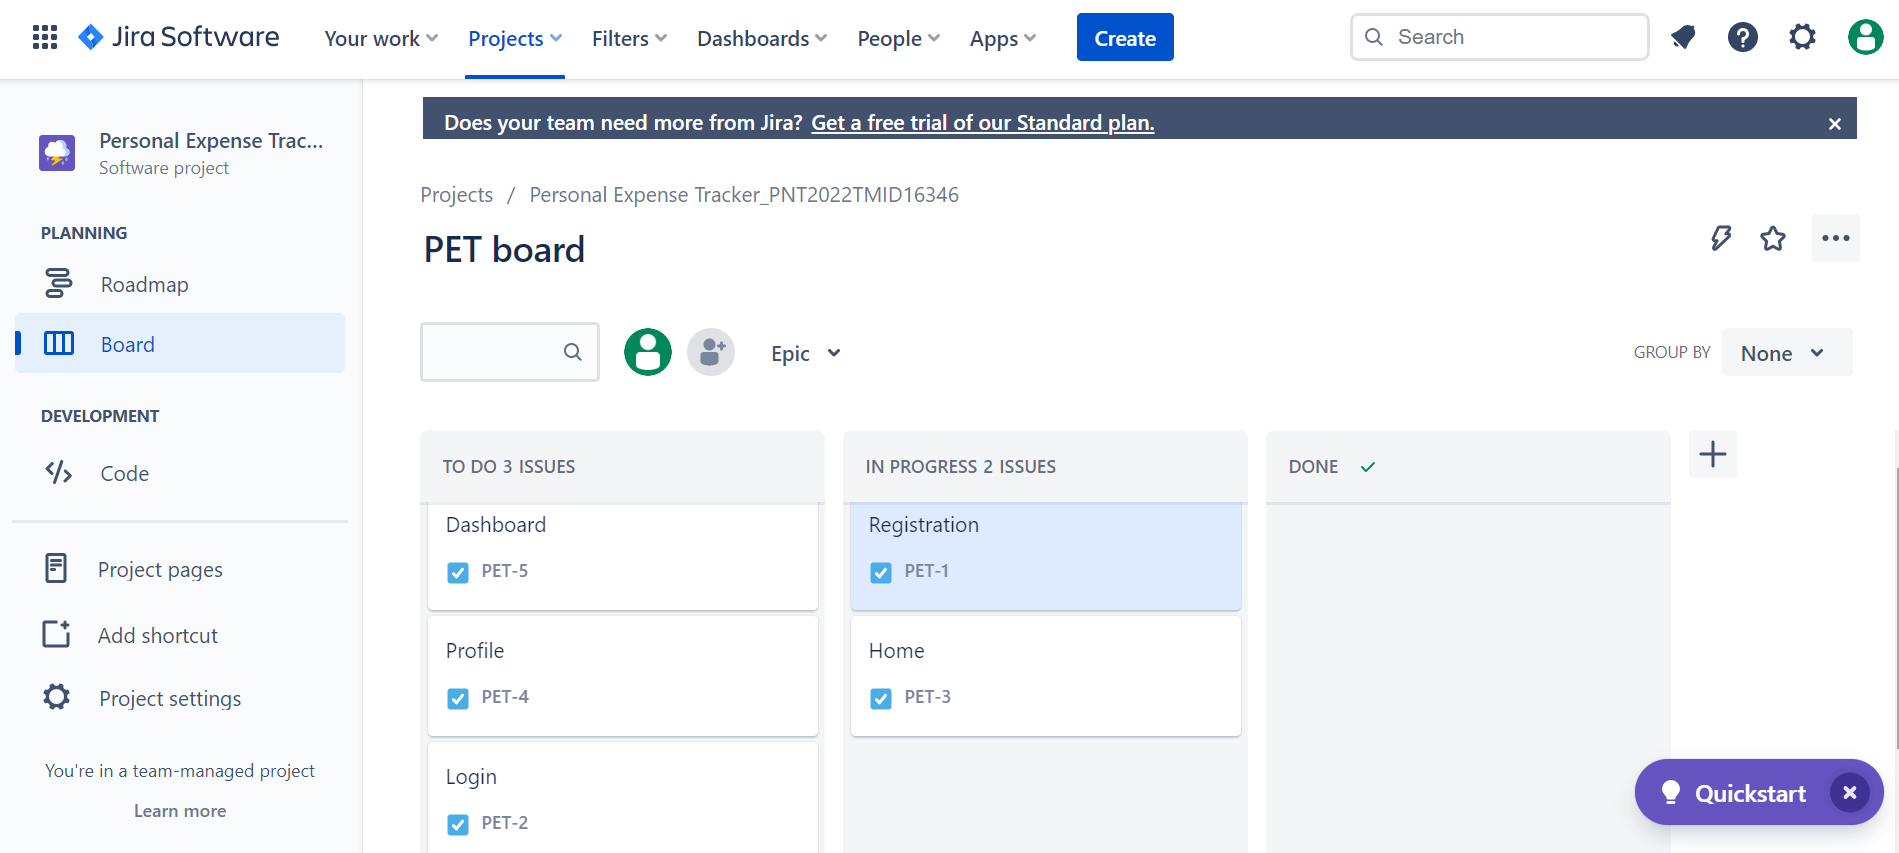 Jira Software
Your work
Projects
Filters
Dashboards
People
Apps
Create
Search
Does your team need more from Jira? Get a free trial of our Standard plan.
Personal Expense Trac...
Software project
Projects / Personal Expense Tracker_PNT2022TMID16346
PET board
PLANNING
Roadmap
Board
DEVELOPMENT
Code
Project pages
Add shortcut
Project settings
You're in a team-managed project
Learn more
Epic
GROUP BY
None
TO DO 3 ISSUES
Dashboard
PET-5
Profile
PET-4
Login
PET-2
IN PROGRESS 2 ISSUES
Registration
PET-1
Home
PET-3
DONE
Quickstart